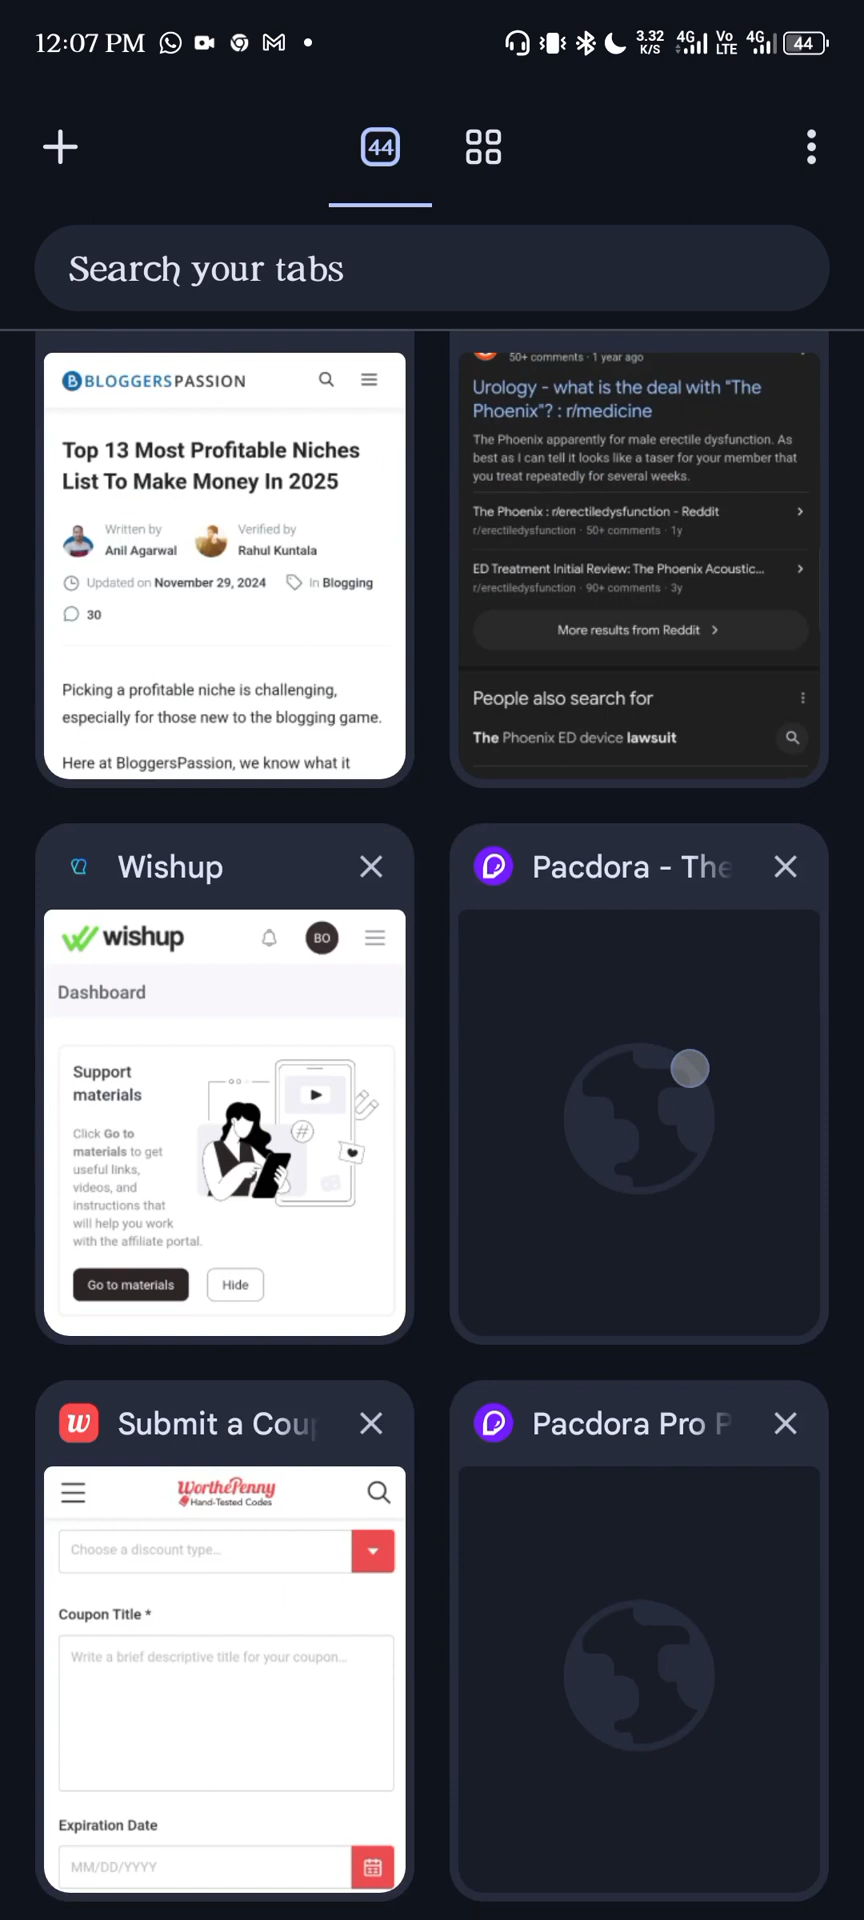 12:07 PM
3.32
K/S
4G
Vo
LTE
4G
44
44
Search your tabs
BLOGGERSPASSION
Top 13 Most Profitable Niches
List To Make Money In 2025
Written by
Anil Agarwal
Verified by
Rahul Kuntala
Updated on November 29, 2024
In Blogging
30
Picking a profitable niche is challenging,
especially for those new to the blogging game.
Here at BloggersPassion, we know what it
50+ comments · 1 year ago
Urology - what is the deal with "The
Phoenix"? : r/medicine
The Phoenix apparently for male erectile dysfunction. As
best as I can tell it looks like a taser for your member that
you treat repeatedly for several weeks.
The Phoenix : r/erectiledysfunction - Reddit
r/erectiledysfunction · 50+ comments · 1y
ED Treatment Initial Review: The Phoenix Acoustic...
r/erectiledysfunction · 90+ comments · 3y
More results from Reddit
People also search for
The Phoenix ED device lawsuit
Wishup
wishup
BO
Dashboard
Support
materials
Click Go to
materials to get
useful links,
videos, and
instructions that
will help you work
with the affiliate portal.
Go to materials
Hide
Pacdora - The
Submit a Coup
WorthePenny
Hand-Tested Codes
Choose a discount type...
Coupon Title *
Write a brief descriptive title for your coupon...
Expiration Date
MM/DD/YYYY
Pacdora Pro P